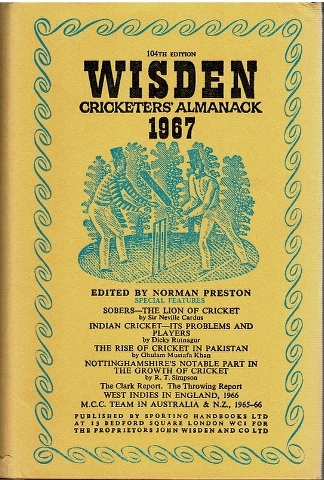 104TH EDITION
WISDEN
CRICKETERS' ALMANACK
1967
EDITED BY NORMAN PRESTON
SPECIAL FEATURES
SOBERS—THE LION OF CRICKET
by Sir Neville Cardus
INDIAN CRICKET—ITS PROBLEMS AND
PLAYERS
by Dicky Rutnagur
THE RISE OF CRICKET IN PAKISTAN
by Ghulam Mustafa Khan
NOTTINGHAMSHIRE'S NOTABLE PART IN
THE GROWTH OF CRICKET
by R. T. Simpson
The Clark Report. The Throwing Report
WEST INDIES IN ENGLAND, 1966
M.C.C. TEAM IN AUSTRALIA & N.Z., 1965–66
PUBLISHED BY SPORTING HANDBOOKS LTD
AT 13 BEDFORD SQUARE LONDON WC1 FOR
THE PROPRIETORS JOHN WISDEN AND CO LTD